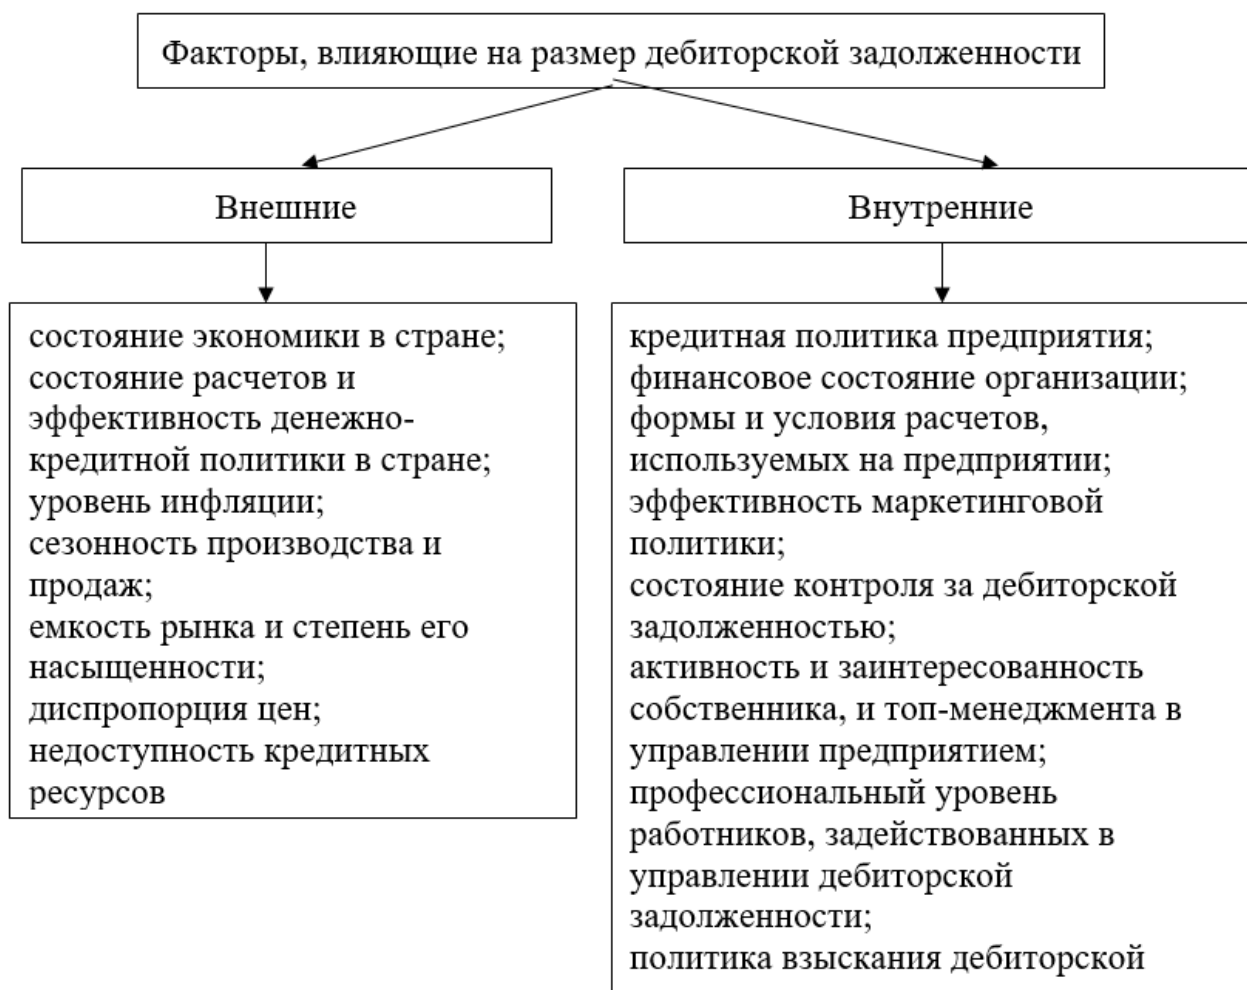 Факторы, влияющие на размер дебиторской задолженности
Внешние
состояние экономики в стране;
состояние расчетов и
эффективность денежно-
кредитной политики в стране;
уровень инфляции;
сезонность производства и
продаж;
емкость рынка и степень его
насыщенности;
диспропорция цен;
недоступность кредитных
ресурсов
Внутренние
кредитная политика предприятия;
финансовое состояние организации;
формы и условия расчетов,
используемых на предприятии;
эффективность маркетинговой
политики;
состояние контроля за дебиторской
задолженностью;
активность и заинтересованность
собственника, и топ-менеджмента в
управлении предприятием;
профессиональный уровень
работников, задействованных в
управлении дебиторской
задолженности;
политика взыскания дебиторской